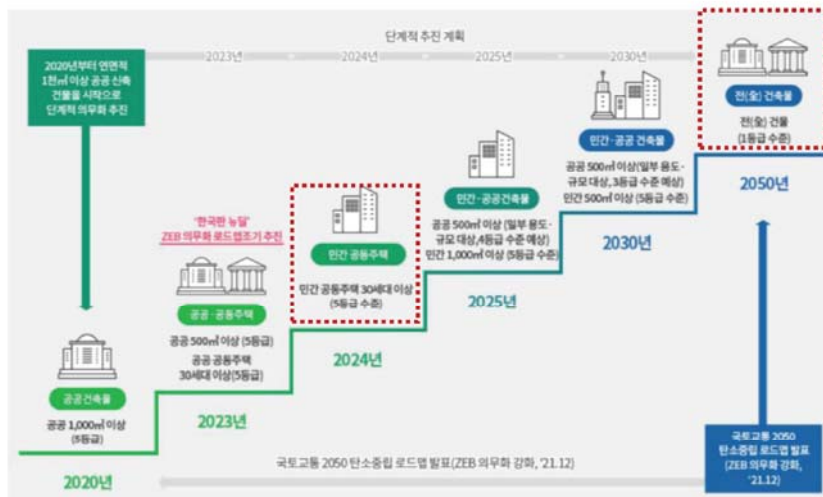 단계적 추진 계획
2023년
2024년
2025년
2030년
2020년부터 연면적
1천㎡ 이상 공공 신축
건물을 시작으로
단계적 의무화 추진
전(全) 건축물
전(全) 건물
(1등급 수준)
2050년
민간·공공 건축물
공공 500㎡ 이상(일부 용도·
규모 대상, 3등급 수준 예상)
민간 500㎡ 이상 (5등급 수준)
2030년
민간·공공건축물
공공 500㎡ 이상 (일부 용도·
규모 대상, 4등급 수준 예상)
민간 1,000㎡ 이상 (5등급 수준)
2025년
'한국판 뉴딜'
ZEB 의무화 로드맵조기 추진
민간 공동주택
민간 공동주택 30세대 이상
(5등급 수준)
2024년
공공·공동주택
공공 500㎡ 이상 (5등급)
공공 공동주택
30세대 이상(5등급)
2023년
공공건축물
공공 1,000㎡ 이상
(5등급)
2020년
국토교통 2050 탄소중립 로드맵 발표(ZEB 의무화 강화, '21.12)
국토교통 2050
탄소중립 로드맵 발표
(ZEB 의무화 강화,
'21.12)